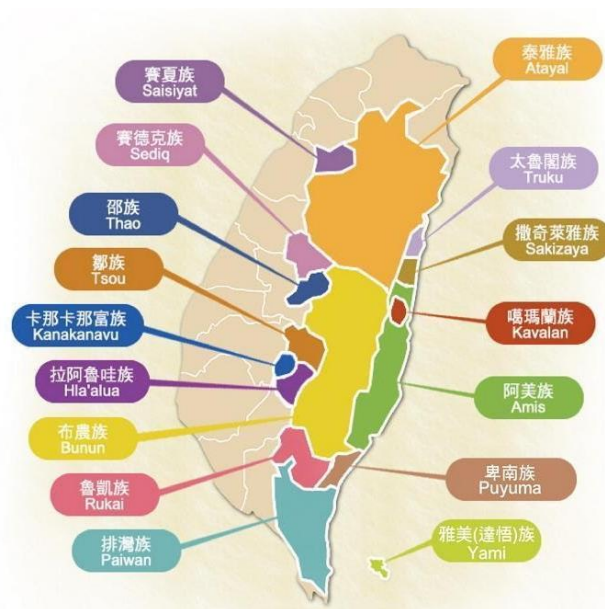 賽夏族
Saisiyat
賽德克族
Sediq
邵族
Thao
鄒族
Tsou
卡那卡那富族
Kanakanavu
拉阿魯哇族
Hla'alua
布農族
Bunun
魯凱族
Rukai
排灣族
Paiwan
泰雅族
Atayal
太魯閣族
Truku
撒奇萊雅族
Sakizaya
噶瑪蘭族
Kavalan
阿美族
Amis
卑南族
Puyuma
雅美(達悟)族
Yami